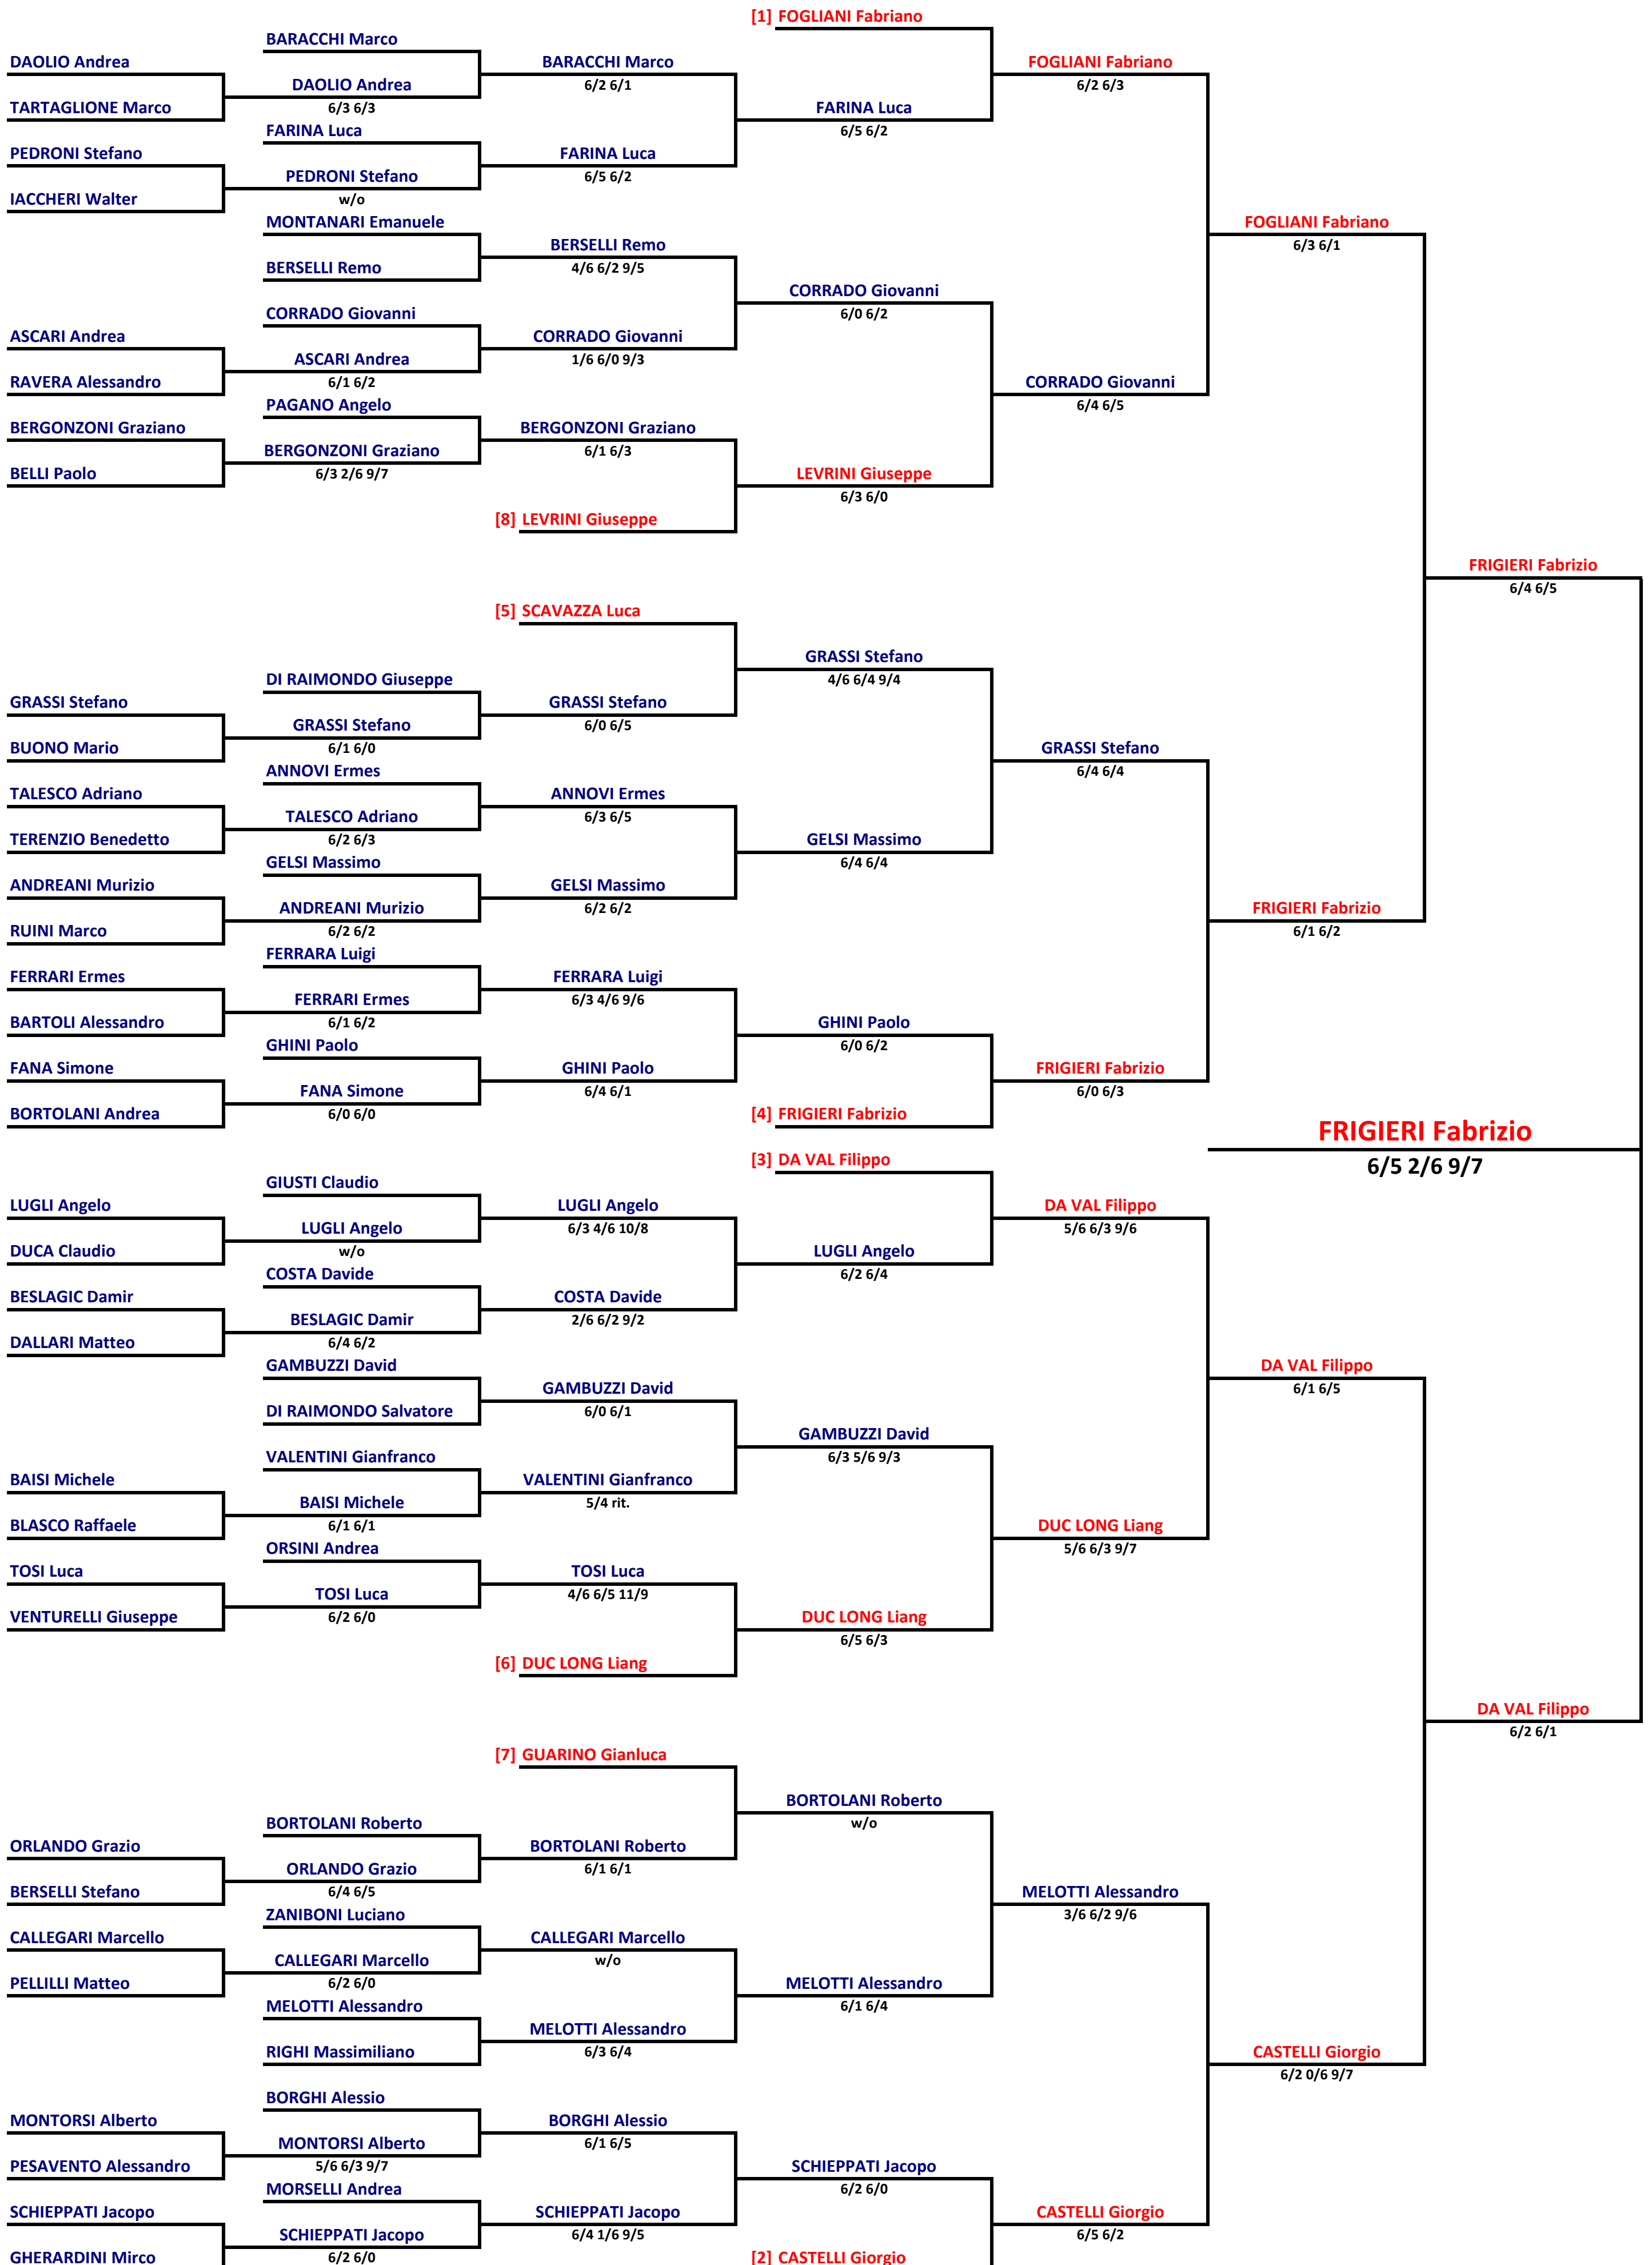 [1] FOGLIANI Fabriano
BARACCHI Marco
DAOLIO Andrea
BARACCHI Marco
FOGLIANI Fabriano
DAOLIO Andrea
6/2 6/1
6/2 6/3
TARTAGLIONE Marco
6/3 6/3
FARINA Luca
FARINA Luca
6/5 6/2
PEDRONI Stefano
FARINA Luca
PEDRONI Stefano
6/5 6/2
IACCHERI Walter
w/o
MONTANARI Emanuele
FOGLIANI Fabriano
BERSELLI Remo
6/3 6/1
BERSELLI Remo
4/6 6/2 9/5
CORRADO Giovanni
CORRADO Giovanni
6/0 6/2
ASCARI Andrea
CORRADO Giovanni
ASCARI Andrea
1/6 6/0 9/3
RAVERA Alessandro
6/1 6/2
CORRADO Giovanni
PAGANO Angelo
6/4 6/5
BERGONZONI Graziano
BERGONZONI Graziano
BERGONZONI Graziano
6/1 6/3
BELLI Paolo
6/3 2/6 9/7
LEVRINI Giuseppe
6/3 6/0
[8] LEVRINI Giuseppe
FRIGIERI Fabrizio
6/4 6/5
[5] SCAVAZZA Luca
GRASSI Stefano
DI RAIMONDO Giuseppe
4/6 6/4 9/4
GRASSI Stefano
GRASSI Stefano
GRASSI Stefano
6/0 6/5
BUONO Mario
6/1 6/0
GRASSI Stefano
ANNOVI Ermes
6/4 6/4
TALESCO Adriano
ANNOVI Ermes
TALESCO Adriano
6/3 6/5
TERENZIO Benedetto
6/2 6/3
GELSI Massimo
GELSI Massimo
6/4 6/4
ANDREANI Murizio
GELSI Massimo
ANDREANI Murizio
6/2 6/2
FRIGIERI Fabrizio
RUINI Marco
6/2 6/2
6/1 6/2
FERRARA Luigi
FERRARI Ermes
FERRARA Luigi
FERRARI Ermes
6/3 4/6 9/6
BARTOLI Alessandro
6/1 6/2
GHINI Paolo
GHINI Paolo
6/0 6/2
FANA Simone
GHINI Paolo
FRIGIERI Fabrizio
FANA Simone
6/4 6/1
6/0 6/3
BORTOLANI Andrea
6/0 6/0
[4] FRIGIERI Fabrizio
FRIGIERI Fabrizio
6/5 2/6 9/7
[3] DA VAL Filippo
GIUSTI Claudio
LUGLI Angelo
LUGLI Angelo
DA VAL Filippo
LUGLI Angelo
6/3 4/6 10/8
5/6 6/3 9/6
DUCA Claudio
w/o
LUGLI Angelo
COSTA Davide
6/2 6/4
BESLAGIC Damir
COSTA Davide
BESLAGIC Damir
2/6 6/2 9/2
DALLARI Matteo
6/4 6/2
GAMBUZZI David
DA VAL Filippo
GAMBUZZI David
6/1 6/5
DI RAIMONDO Salvatore
6/0 6/1
GAMBUZZI David
VALENTINI Gianfranco
6/3 5/6 9/3
BAISI Michele
VALENTINI Gianfranco
BAISI Michele
5/4 rit.
BLASCO Raffaele
6/1 6/1
DUC LONG Liang
ORSINI Andrea
5/6 6/3 9/7
TOSI Luca
TOSI Luca
TOSI Luca
4/6 6/5 11/9
VENTURELLI Giuseppe
6/2 6/0
DUC LONG Liang
6/5 6/3
[6] DUC LONG Liang
DA VAL Filippo
6/2 6/1
[7] GUARINO Gianluca
BORTOLANI Roberto
BORTOLANI Roberto
w/o
ORLANDO Grazio
BORTOLANI Roberto
ORLANDO Grazio
6/1 6/1
BERSELLI Stefano
6/4 6/5
MELOTTI Alessandro
ZANIBONI Luciano
3/6 6/2 9/6
CALLEGARI Marcello
CALLEGARI Marcello
CALLEGARI Marcello
w/o
PELLILLI Matteo
6/2 6/0
MELOTTI Alessandro
MELOTTI Alessandro
6/1 6/4
MELOTTI Alessandro
RIGHI Massimiliano
6/3 6/4
CASTELLI Giorgio
6/2 0/6 9/7
BORGHI Alessio
MONTORSI Alberto
BORGHI Alessio
MONTORSI Alberto
6/1 6/5
PESAVENTO Alessandro
5/6 6/3 9/7
SCHIEPPATI Jacopo
MORSELLI Andrea
6/2 6/0
SCHIEPPATI Jacopo
SCHIEPPATI Jacopo
CASTELLI Giorgio
SCHIEPPATI Jacopo
6/4 1/6 9/5
6/5 6/2
GHERARDINI Mirco
6/2 6/0
[2] CASTELLI Giorgio